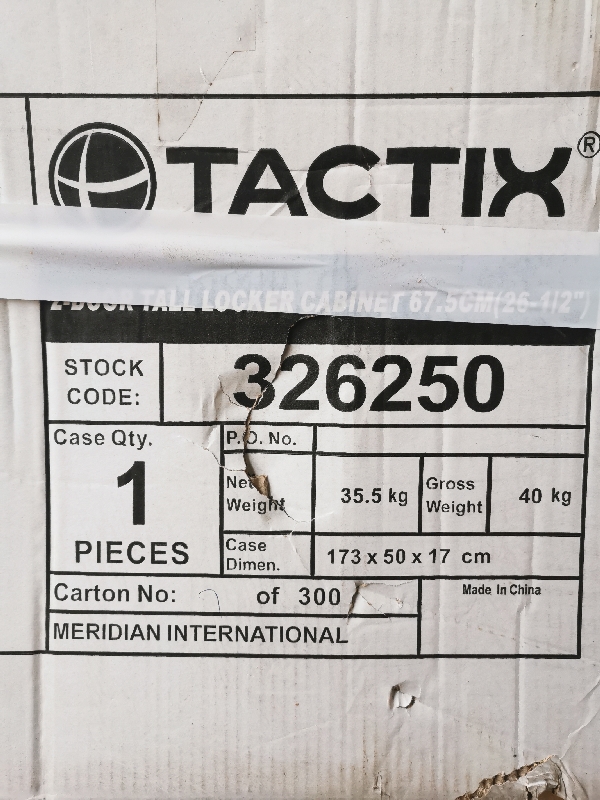 TACTIX®
2-DOOR TALL LOCKER CABINET 67.5CM(26-1/2")
STOCK CODE: 326250
Case Qty.
1
PIECES
P.O. No.
Net Weight 35.5 kg Gross Weight 40 kg
Case Dimen. 173 x 50 x 17 cm
Carton No: of 300
Made In China
MERIDIAN INTERNATIONAL